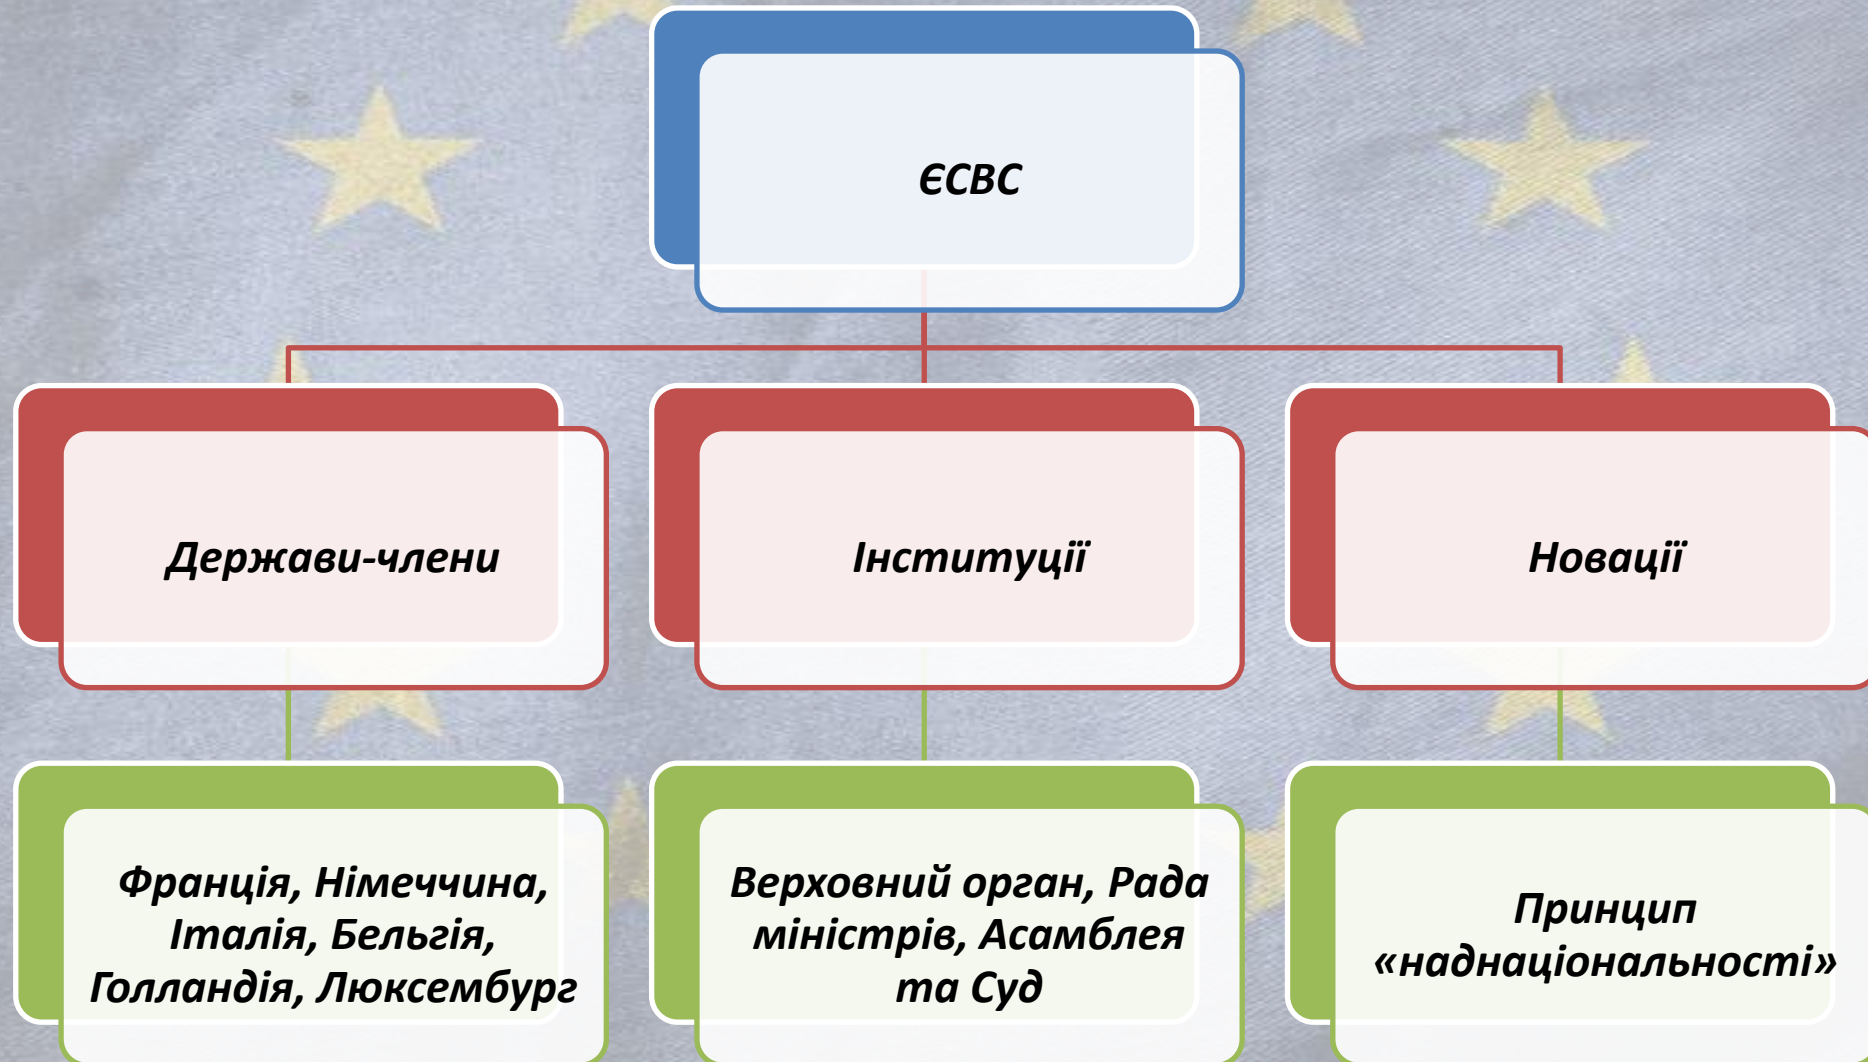 ЄСВС
Держави-члени
Інституції
Новації
Франція, Німеччина,
Італія, Бельгія,
Голландія, Люксембург
Верховний орган, Рада
міністрів, Асамблея
та Суд
Принцип
«наднаціональності»